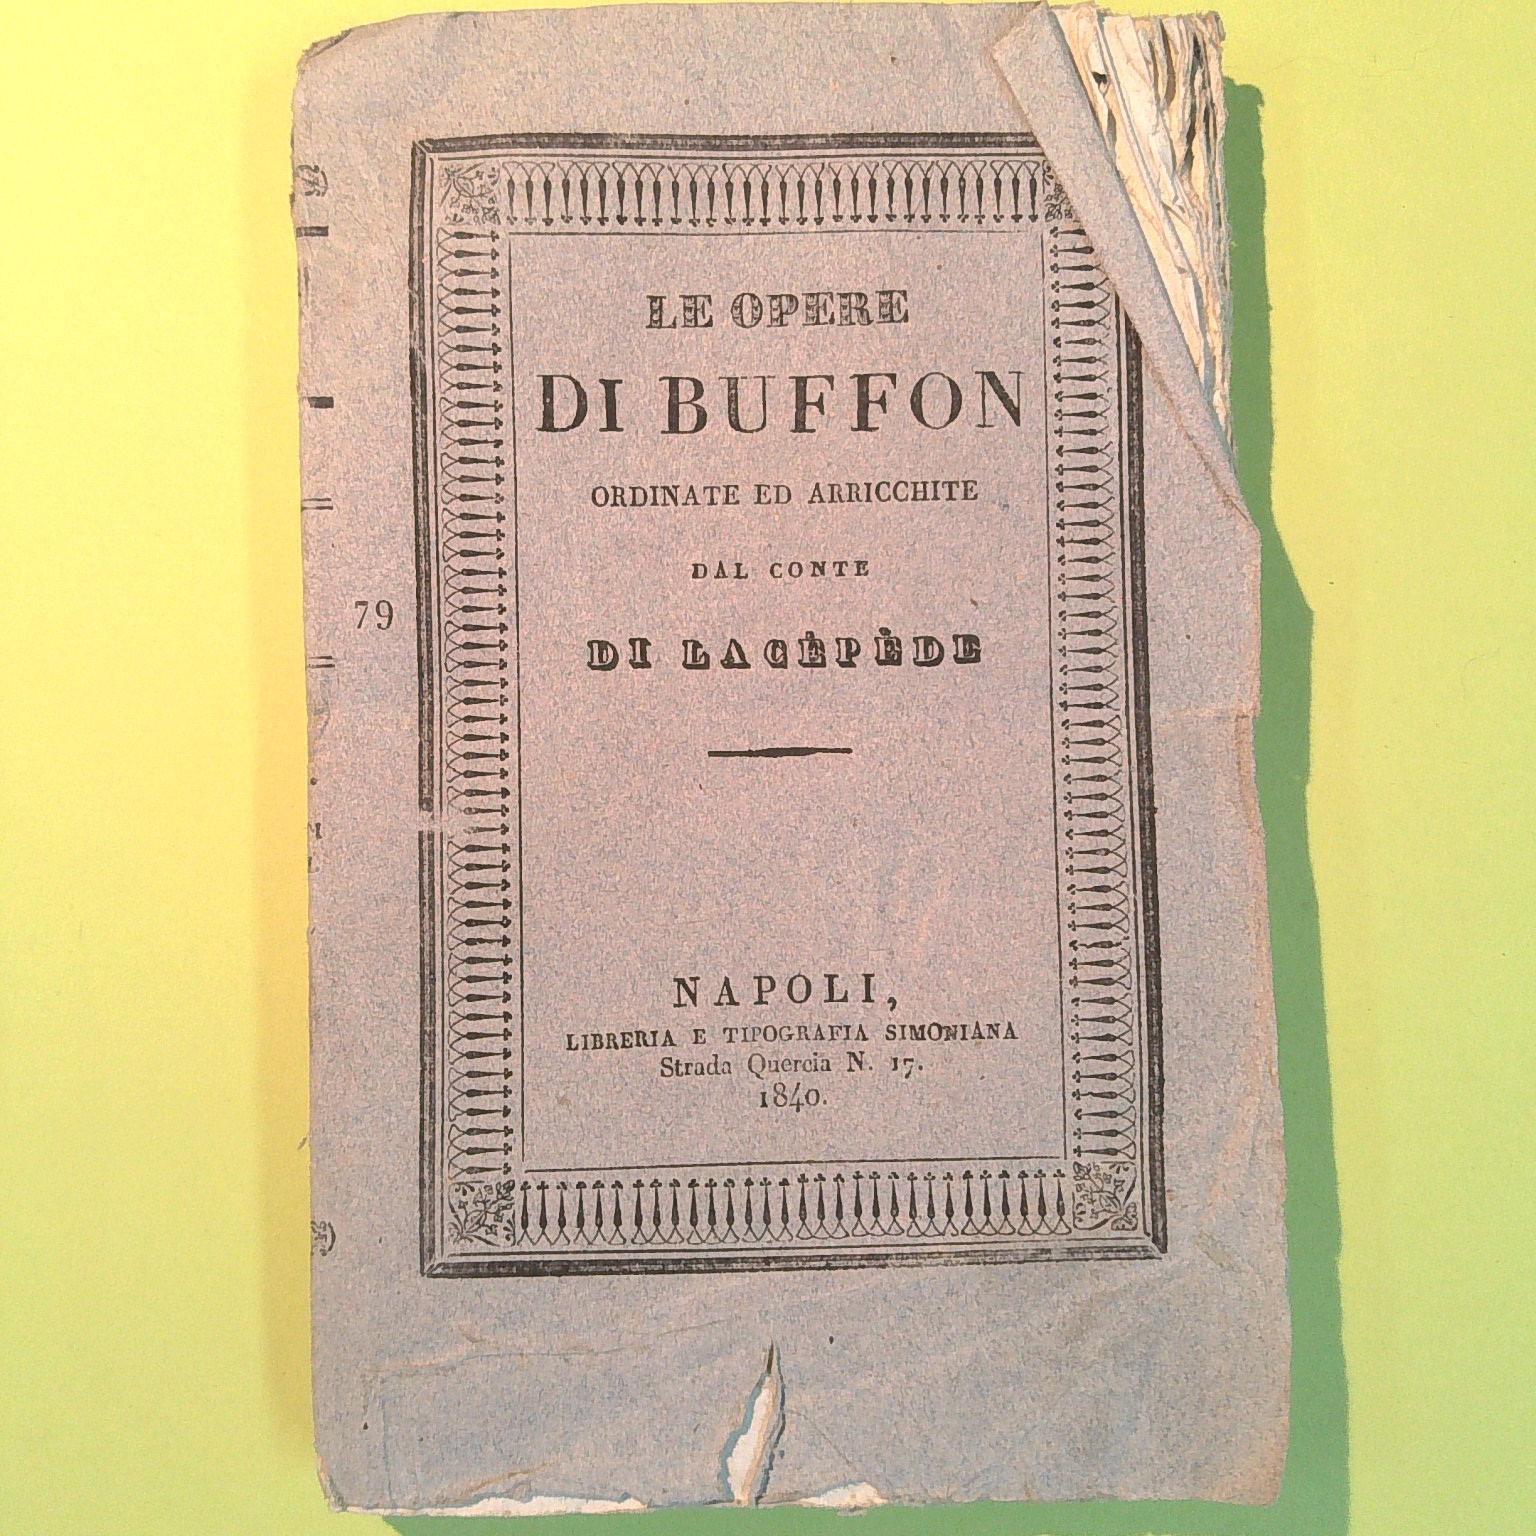 LE OPERE
DI BUFFON
ORDINATE ED ARRICCHITE
DAL CONTE
DI LACÉPÈDE
79
NAPOLI,
LIBRERIA E TIPOGRAFIA SIMONIANA
Strada Quercia N. 17.
1840.